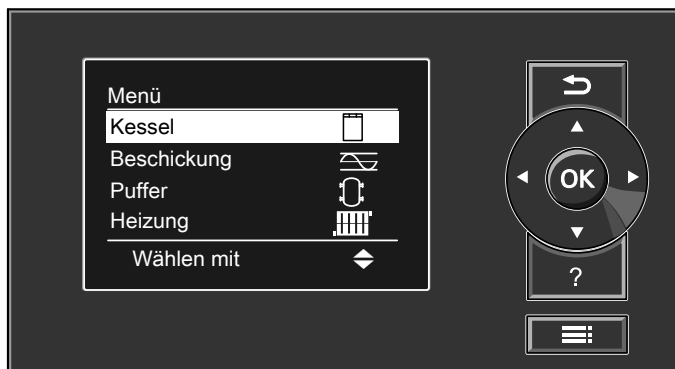 Menü
Kessel
Beschickung
Puffer
Heizung
Wählen mit
OK
?